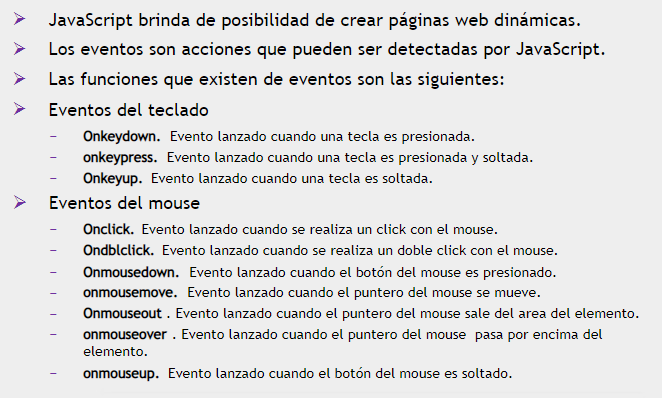 JavaScript brinda de posibilidad de crear páginas web dinámicas.
Los eventos son acciones que pueden ser detectadas por JavaScript.
Las funciones que existen de eventos son las siguientes:
Eventos del teclado
– Onkeydown. Evento lanzado cuando una tecla es presionada.
– onkeypress. Evento lanzado cuando una tecla es presionada y soltada.
– Onkeyup. Evento lanzado cuando una tecla es soltada.
Eventos del mouse
– Onclick. Evento lanzado cuando se realiza un click con el mouse.
– Ondblclick. Evento lanzado cuando se realiza un doble click con el mouse.
– Onmousedown. Evento lanzado cuando el botón del mouse es presionado.
– onmousemove. Evento lanzado cuando el puntero del mouse se mueve.
– Onmouseout . Evento lanzado cuando el puntero del mouse sale del area del elemento.
– onmouseover . Evento lanzado cuando el puntero del mouse pasa por encima del
elemento.
– onmouseup. Evento lanzado cuando el botón del mouse es soltado.